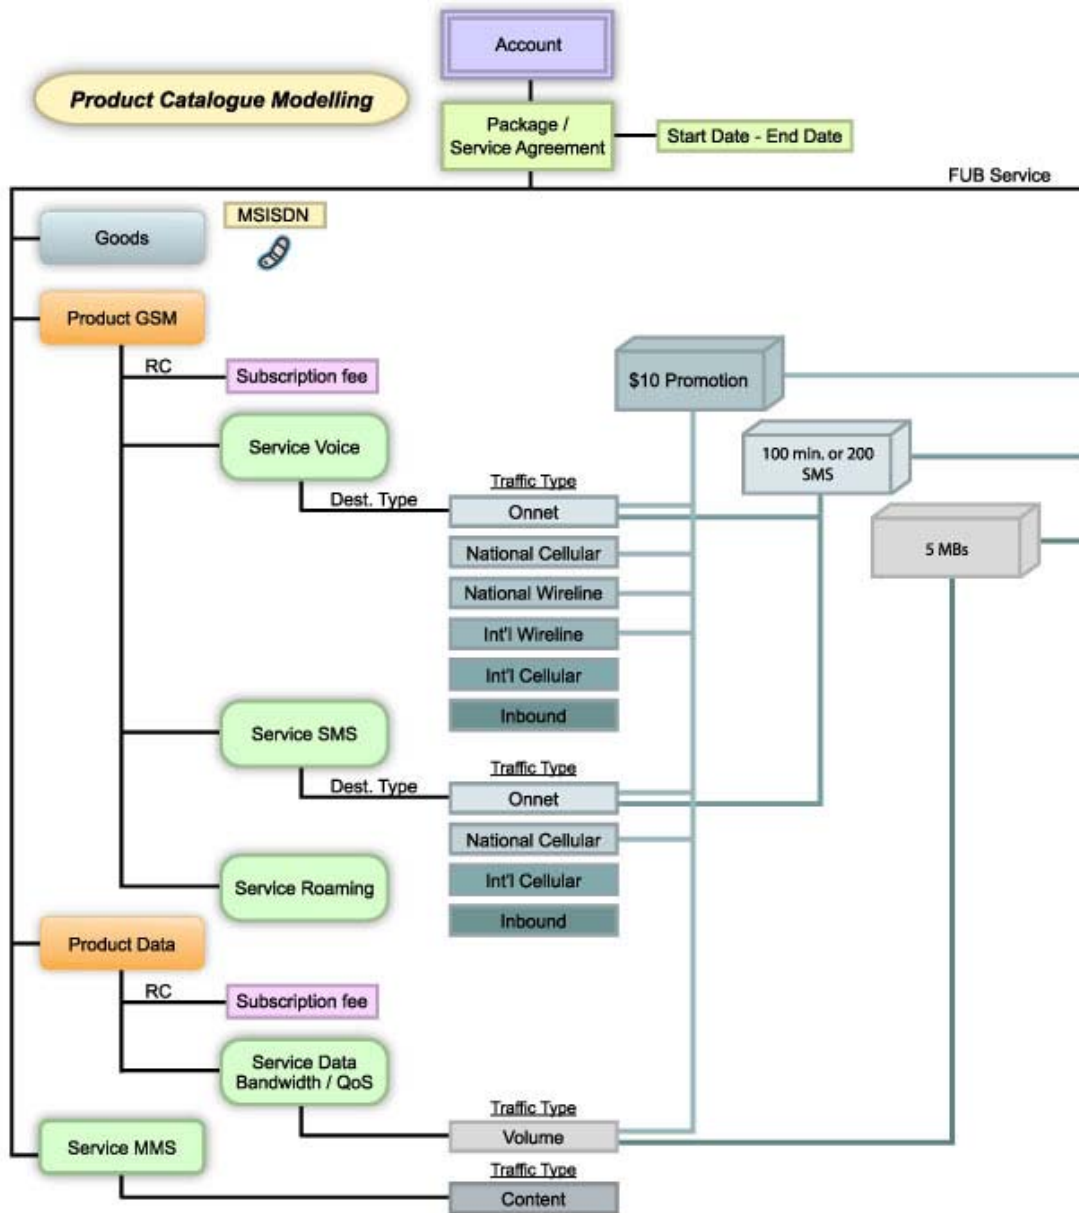 Account
Product Catalogue Modelling
Package /
Service Agreement
Start Date - End Date
FUB Service
MSISDN
Goods
Product GSM
RC
Subscription fee
$10 Promotion
Service Voice
100 min. or 200
SMS
Dest. Type
Traffic Type
Onnet
National Cellular
5 MBs
National Wireline
Int'l Wireline
Int'l Cellular
Inbound
Service SMS
Dest. Type
Traffic Type
Onnet
National Cellular
Int'l Cellular
Service Roaming
Inbound
Product Data
RC
Subscription fee
Service Data
Bandwidth / QoS
Traffic Type
Volume
Service MMS
Traffic Type
Content